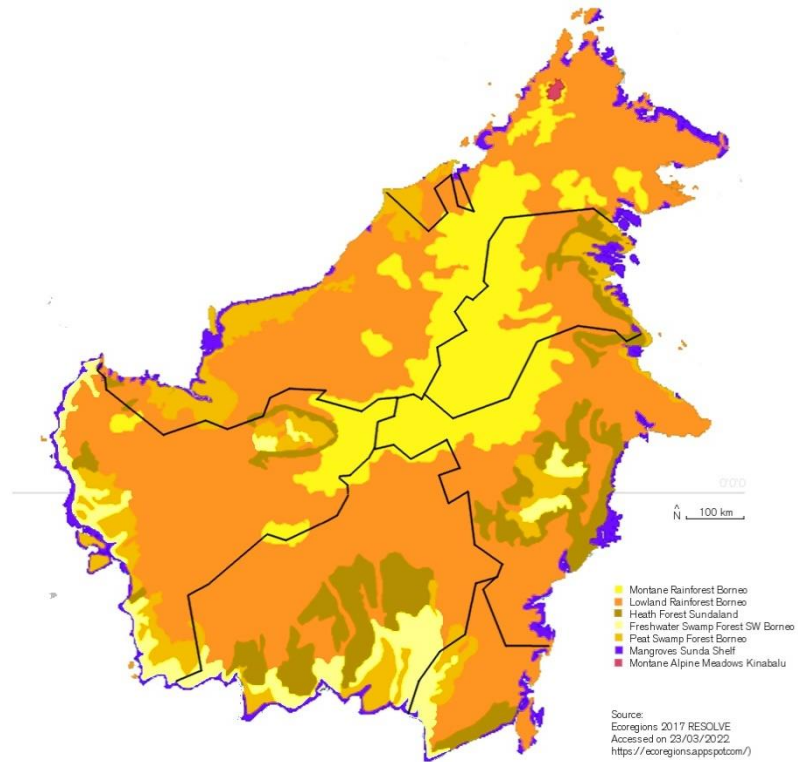 0'0'0
^
N 100 km
Montane Rainforest Borneo
Lowland Rainforest Borneo
Heath Forest Sundaland
Freshwater Swamp Forest SW Borneo
Peat Swamp Forest Borneo
Mangroves Sunda Shelf
Montane Alpine Meadows Kinabalu
Source:
Ecoregions 2017 RESOLVE
Accessed on 23/03/2022
https://ecoregions.appspot.com/)